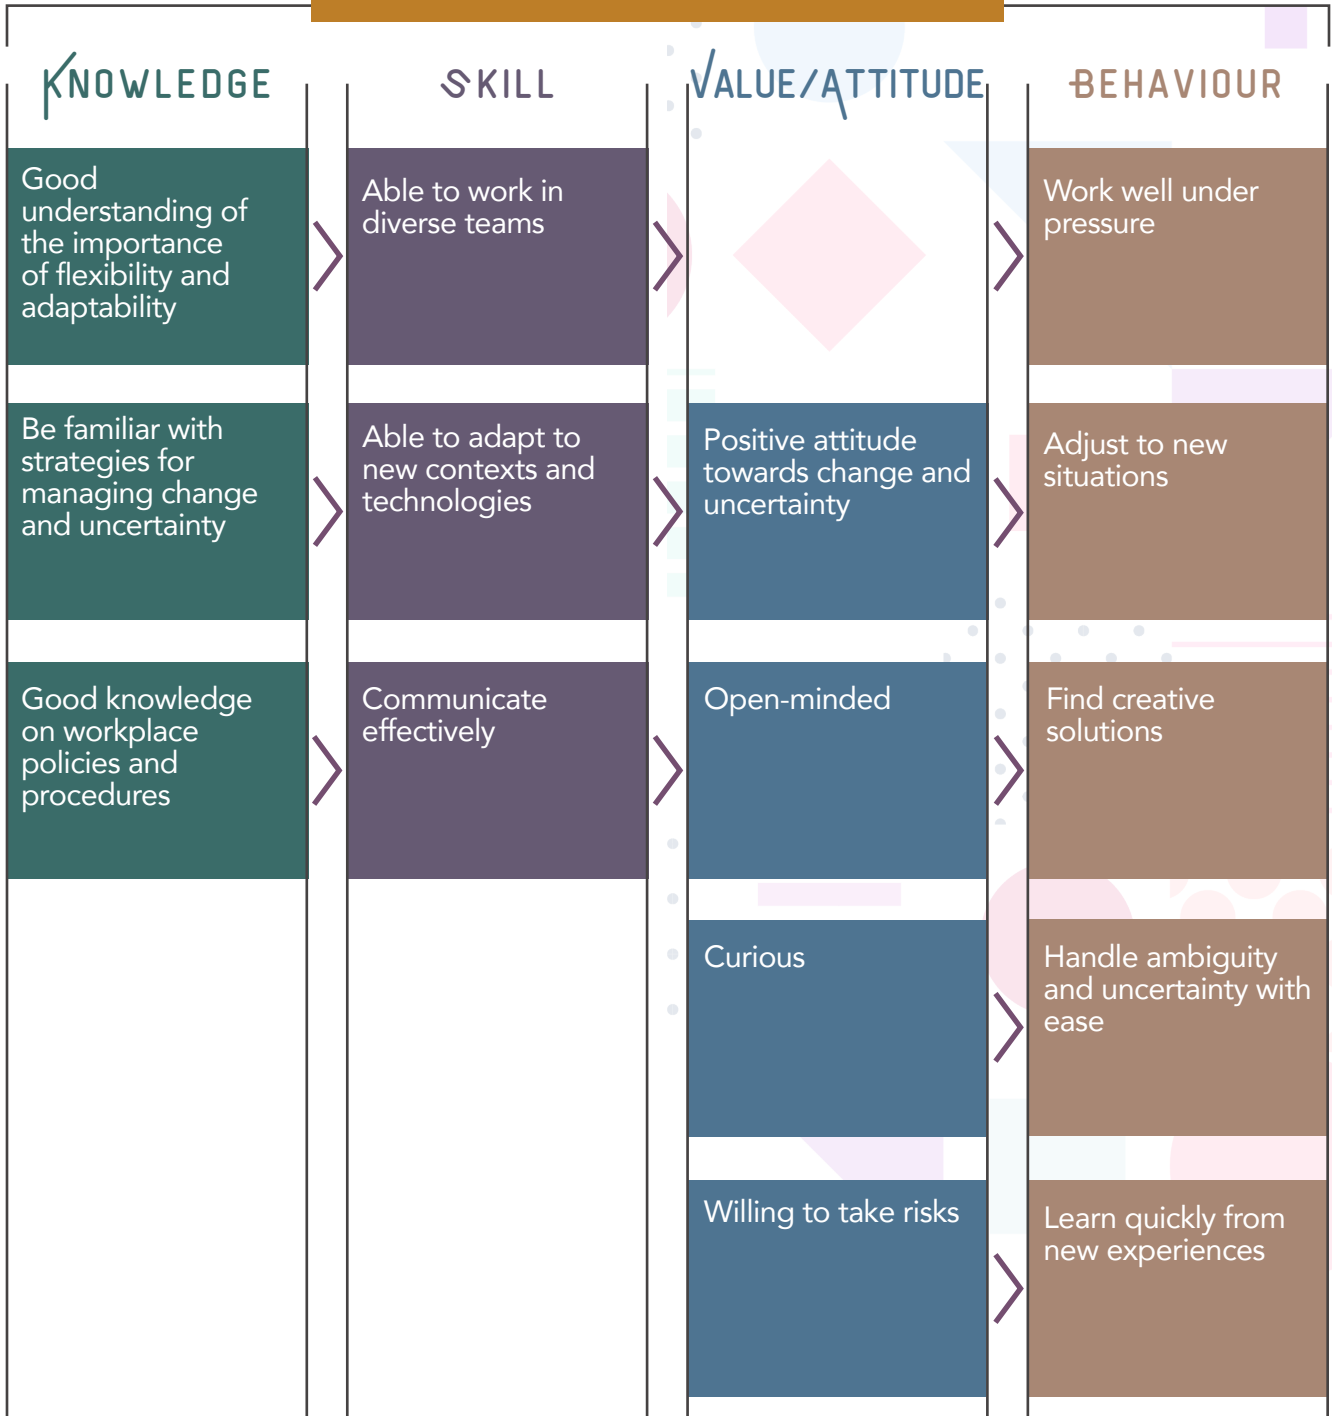 KNOWLEDGE
SKILL
VALUE/ATTITUDE
BEHAVIOUR
Good
understanding of
the importance
of flexibility and
adaptability
Able to work in
diverse teams
Work well under
pressure
Be familiar with
strategies for
managing change
and uncertainty
Able to adapt to
new contexts and
technologies
Positive attitude
towards change and
uncertainty
Adjust to new
situations
Good knowledge
on workplace
policies and
procedures
Communicate
effectively
Open-minded
Find creative
solutions
Curious
Handle ambiguity
and uncertainty with
ease
Willing to take risks
Learn quickly from
new experiences